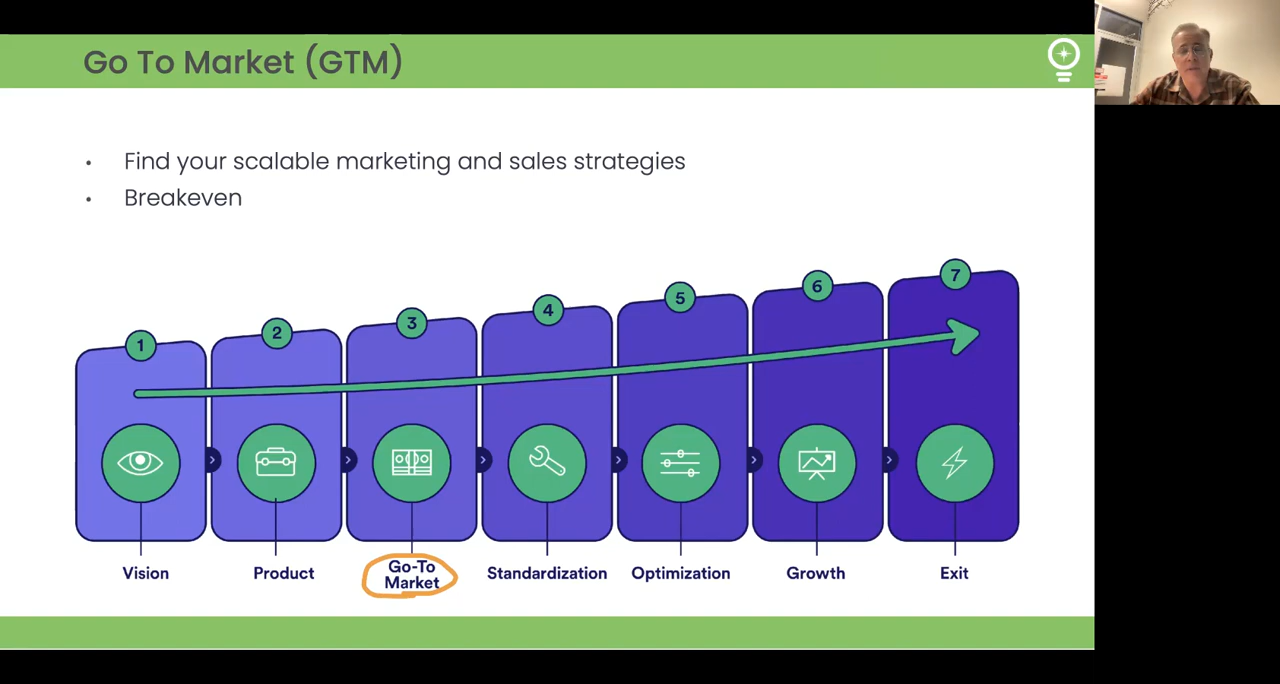 Go To Market (GTM)
• Find your scalable marketing and sales strategies
• Breakeven
1
2
3
4
5
6
7
Vision
Product
Go-To
Market
Standardization
Optimization
Growth
Exit